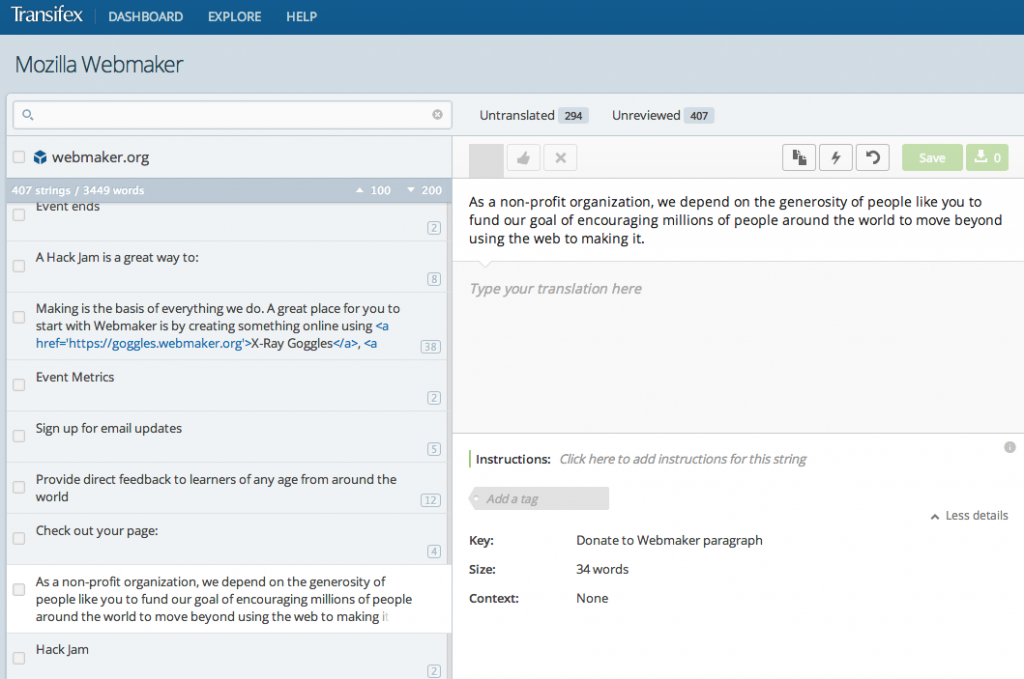 Transifex
DASHBOARD
EXPLORE
HELP
Mozilla Webmaker
webmaker.org
407 strings / 3449 words
100
200
Event ends
2
A Hack Jam is a great way to:
8
Making is the basis of everything we do. A great place for you to
start with Webmaker is by creating something online using <a
href='https://goggles.webmaker.org'>X-Ray Goggles</a>, <a
38
Event Metrics
2
Sign up for email updates
5
Provide direct feedback to learners of any age from around the
world
12
Check out your page:
4
As a non-profit organization, we depend on the generosity of
people like you to fund our goal of encouraging millions of people
around the world to move beyond using the web to making it
Hack Jam
2
Untranslated 294
Unreviewed 407
Save
0
As a non-profit organization, we depend on the generosity of people like you to
fund our goal of encouraging millions of people around the world to move beyond
using the web to making it.
Type your translation here
Instructions: Click here to add instructions for this string
Add a tag
Less details
Key: Donate to Webmaker paragraph
Size: 34 words
Context: None